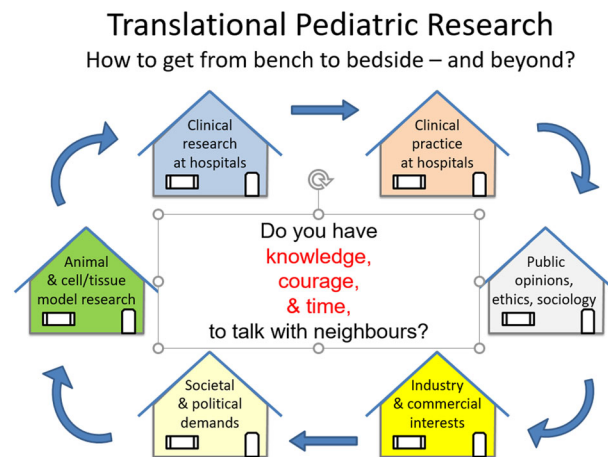 Translational Pediatric Research
How to get from bench to bedside – and beyond?
Clinical
research
at hospitals
Clinical
practice
at hospitals
Do you have
knowledge,
courage,
& time,
to talk with neighbours?
Animal
& cell/tissue
model research
Public
opinions,
ethics, sociology
Societal
& political
demands
Industry
& commercial
interests